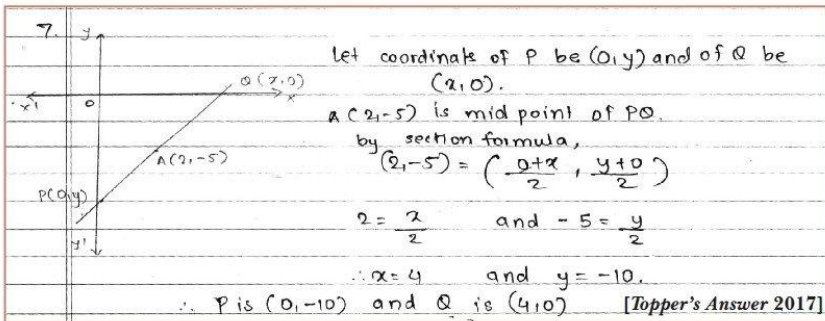 7.
y
Q(x,0)
x' O x
A(2,-5)
P(0,y)
y'
Let coordinats of P be (0,y) and of Q be
(x,0).
A(2,-5) is mid point of PQ.
by section formula,
(2,-5) = ( 0+x/2 , y+0/2 )
2 = x/2 and -5 = y/2
∴ x = 4 and y = -10.
∴ P is (0,-10) and Q is (4,0) [Topper's Answer 2017]